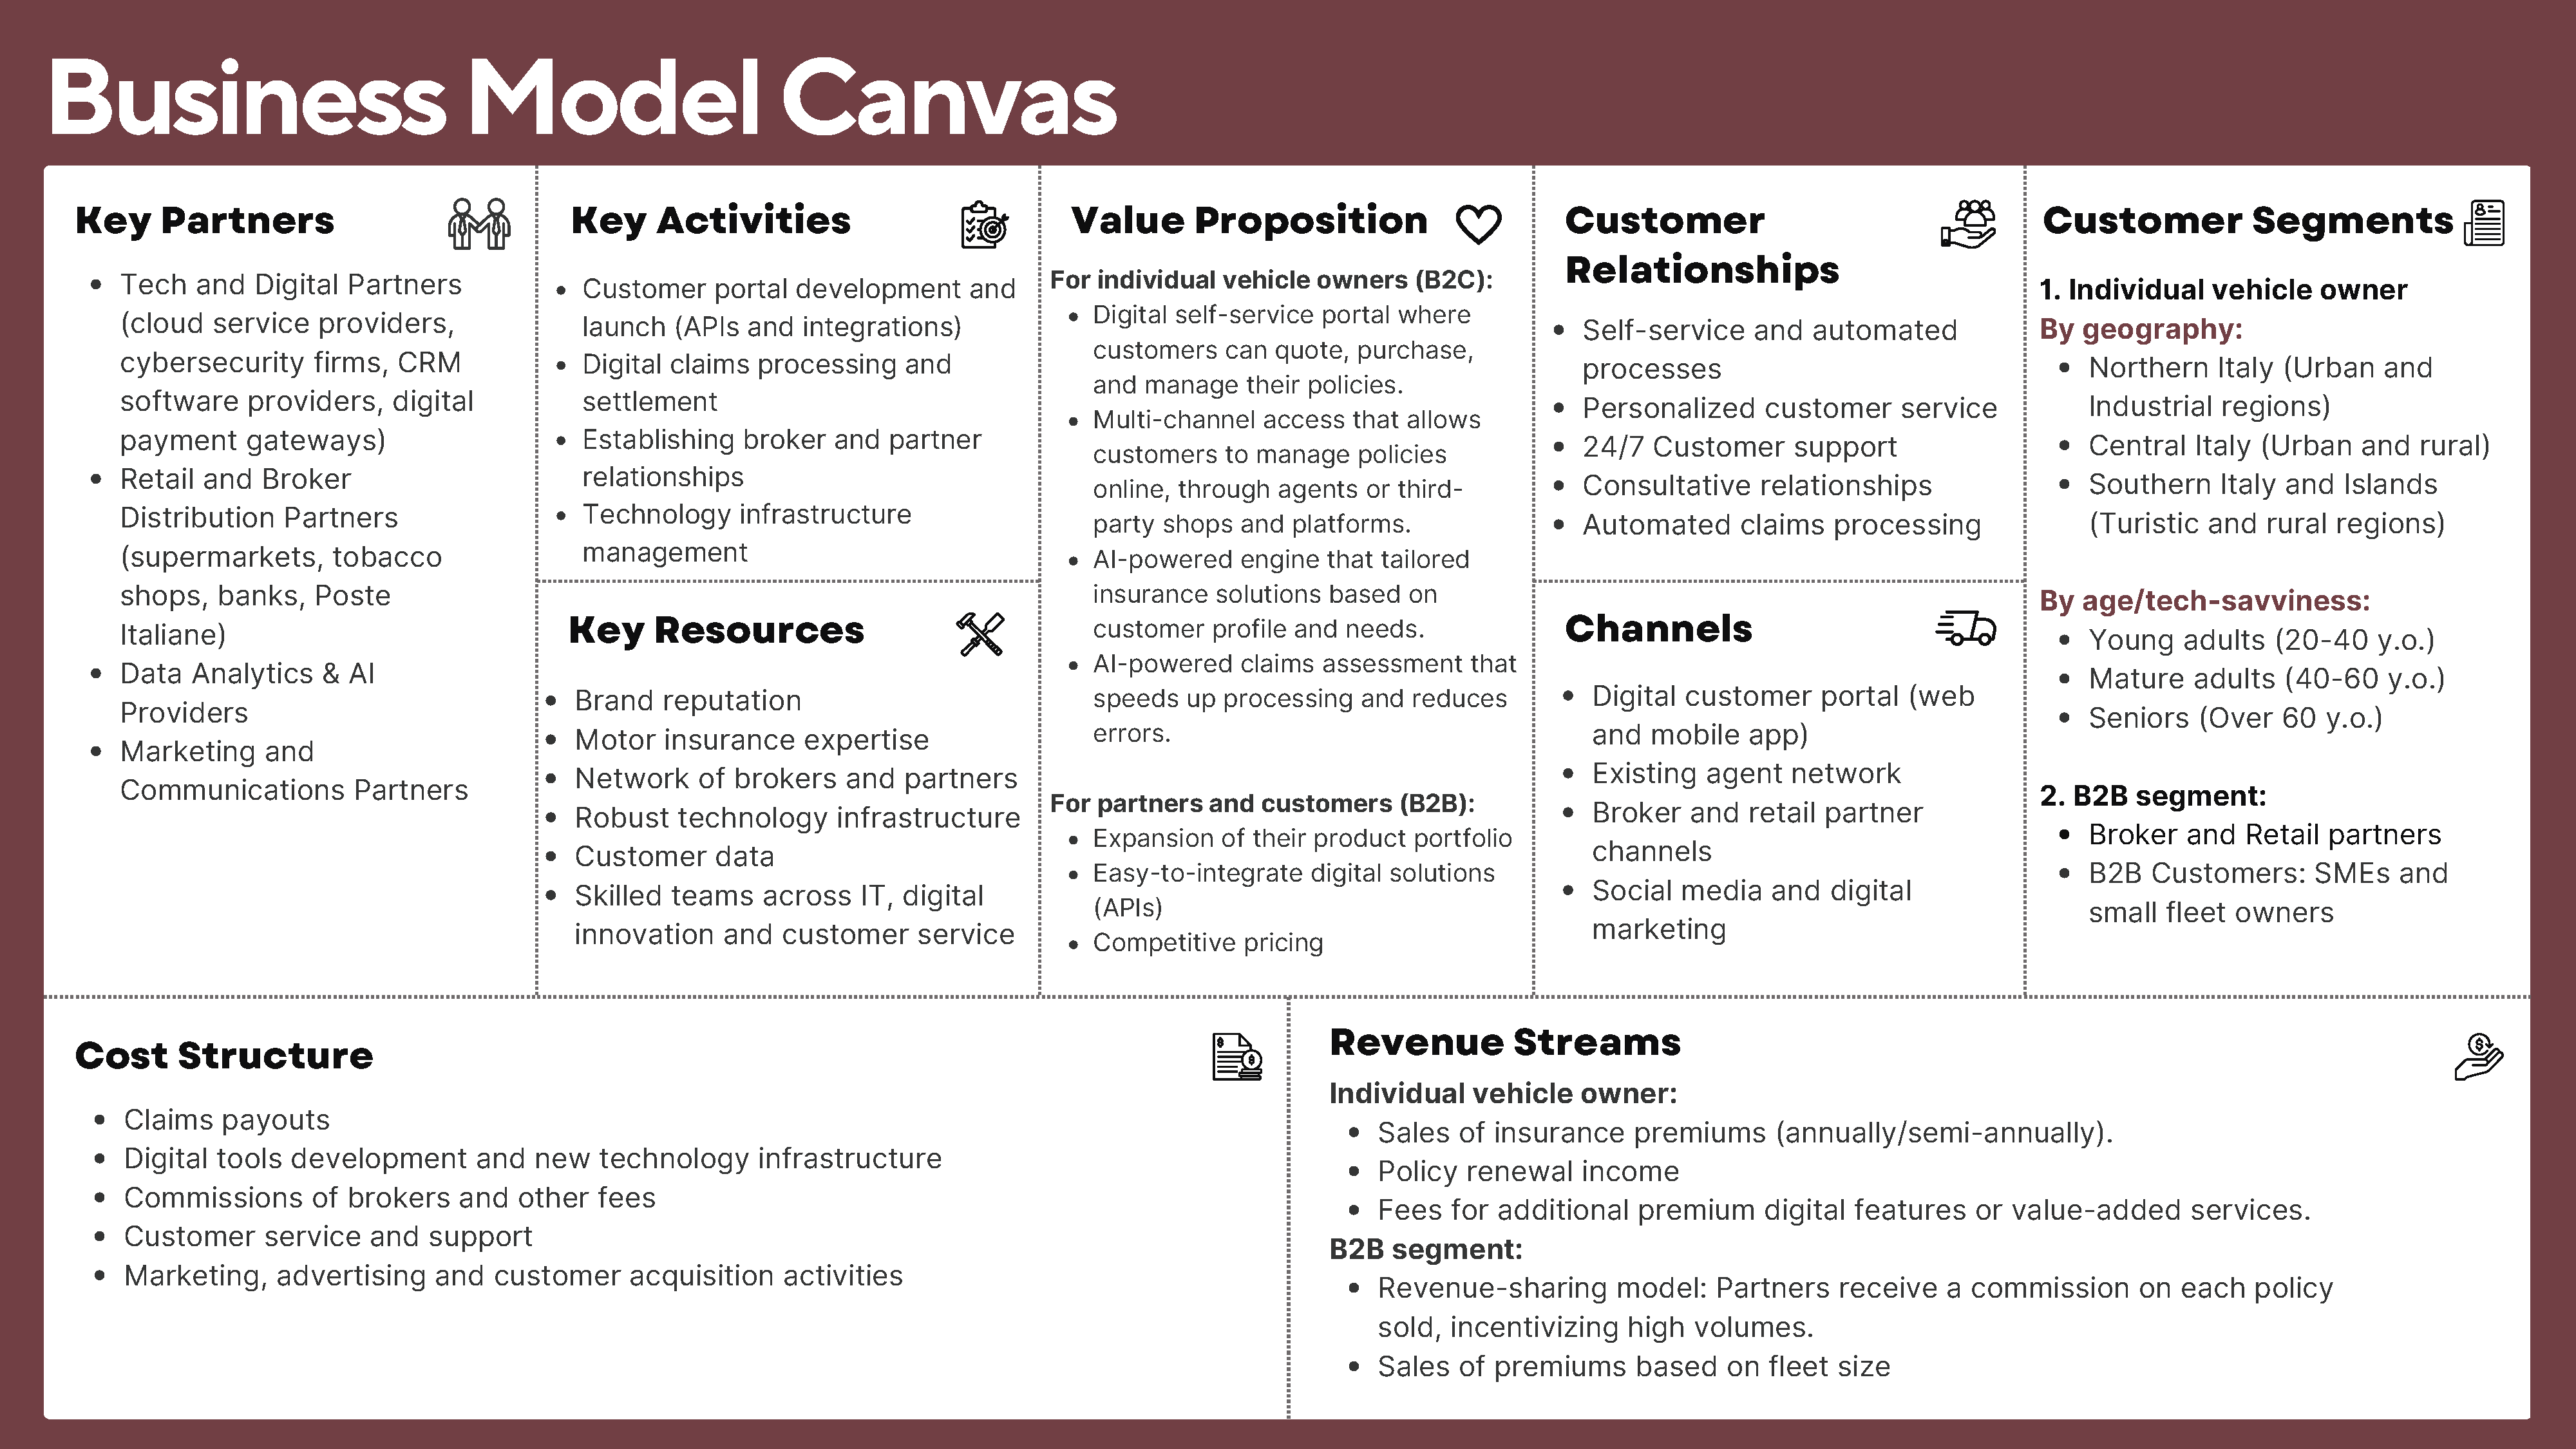 Business Model Canvas
Key Partners
• Tech and Digital Partners
(cloud service providers,
cybersecurity firms, CRM
software providers, digital
payment gateways)
• Retail and Broker
Distribution Partners
(supermarkets, tobacco
shops, banks, Poste
Italiane)
• Data Analytics & AI
Providers
• Marketing and
Communications Partners
Key Activities
• Customer portal development and
launch (APIs and integrations)
• Digital claims processing and
settlement
• Establishing broker and partner
relationships
• Technology infrastructure
management
Key Resources
• Brand reputation
• Motor insurance expertise
• Network of brokers and partners
• Robust technology infrastructure
• Customer data
• Skilled teams across IT, digital
innovation and customer service
Value Proposition
For individual vehicle owners (B2C):
• Digital self-service portal where
customers can quote, purchase,
and manage their policies.
• Multi-channel access that allows
customers to manage policies
online, through agents or third-
party shops and platforms.
• AI-powered engine that tailored
insurance solutions based on
customer profile and needs.
• AI-powered claims assessment that
speeds up processing and reduces
errors.
For partners and customers (B2B):
• Expansion of their product portfolio
• Easy-to-integrate digital solutions
(APIs)
• Competitive pricing
Customer
Relationships
• Self-service and automated
processes
• Personalized customer service
• 24/7 Customer support
• Consultative relationships
• Automated claims processing
Channels
• Digital customer portal (web
and mobile app)
• Existing agent network
• Broker and retail partner
channels
• Social media and digital
marketing
Customer Segments
1. Individual vehicle owner
By geography:
• Northern Italy (Urban and
Industrial regions)
• Central Italy (Urban and rural)
• Southern Italy and Islands
(Turistic and rural regions)
By age/tech-savviness:
• Young adults (20-40 y.o.)
• Mature adults (40-60 y.o.)
• Seniors (Over 60 y.o.)
2. B2B segment:
• Broker and Retail partners
• B2B Customers: SMEs and
small fleet owners
Cost Structure
• Claims payouts
• Digital tools development and new technology infrastructure
• Commissions of brokers and other fees
• Customer service and support
• Marketing, advertising and customer acquisition activities
Revenue Streams
Individual vehicle owner:
• Sales of insurance premiums (annually/semi-annually).
• Policy renewal income
• Fees for additional premium digital features or value-added services.
B2B segment:
• Revenue-sharing model: Partners receive a commission on each policy
sold, incentivizing high volumes.
• Sales of premiums based on fleet size